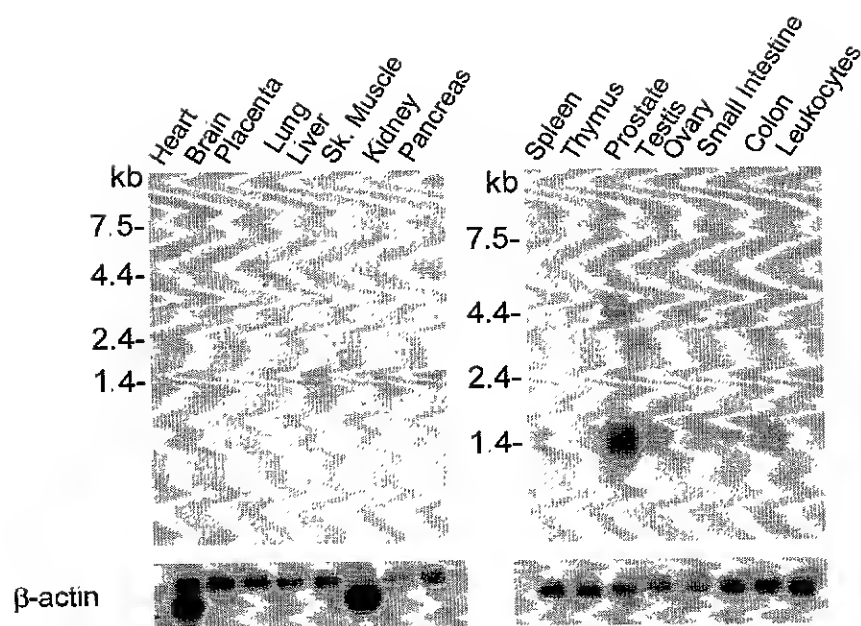 Heart
Brain
Placenta
Lung
Liver
Sk. Muscle
Kidney
Pancreas
kb
7.5-
4.4-
2.4-
1.4-
Spleen
Thymus
Prostate
Testis
Ovary
Small Intestine
Colon
Leukocytes
kb
7.5-
4.4-
2.4-
1.4-
β-actin